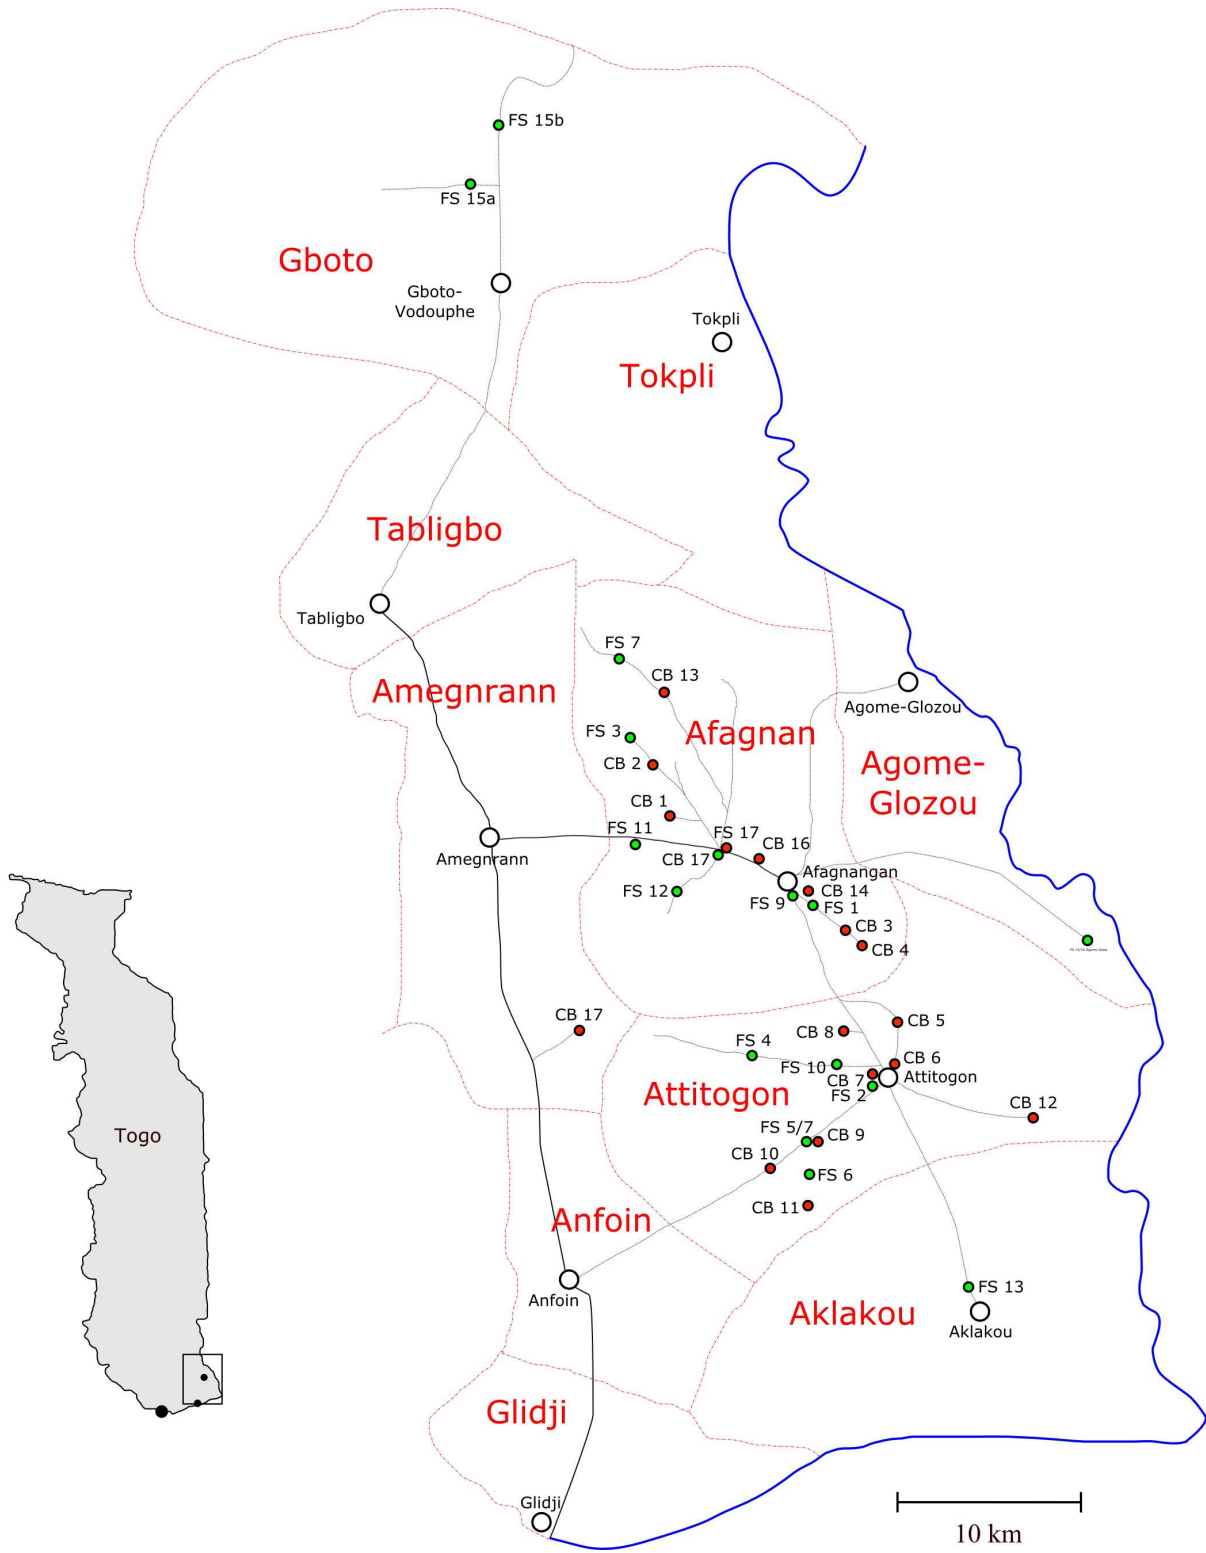 FS 15b
FS 15a
Gboto
Gboto-
Vodouphe
Tokpli
Tokpli
Tabligbo
Tabligbo
FS 7
CB 13
Amegnrann
Agome-Glozou
FS 3
Afagnan
CB 2
Agome-
Glozou
CB 1
FS 11
FS 17
CB 16
Amegnrann
CB 17
Afagnangan
FS 12
CB 14
FS 9
FS 1
CB 3
CB 4
CB 17
CB 8
CB 5
FS 4
FS 10
CB 6
CB 7
Attitogon
FS 2
Attitogon
CB 12
Togo
FS 5/7
CB 9
CB 10
FS 6
CB 11
Anfoin
FS 13
Anfoin
Aklakou
Aklakou
Glidji
Glidji
10 km